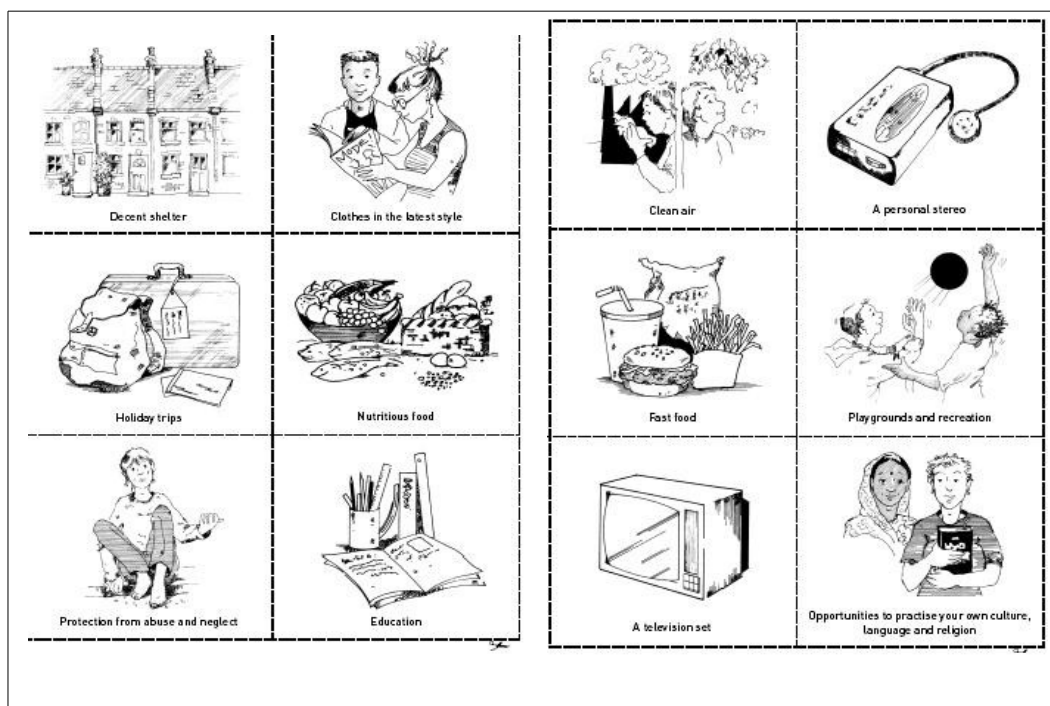 Decent shelter
Clothes in the latest style
Holiday trips
Nutritious food
Protection from abuse and neglect
Education
Clean air
A personal stereo
Fast food
Playgrounds and recreation
A television set
Opportunities to practise your own culture,
language and religion